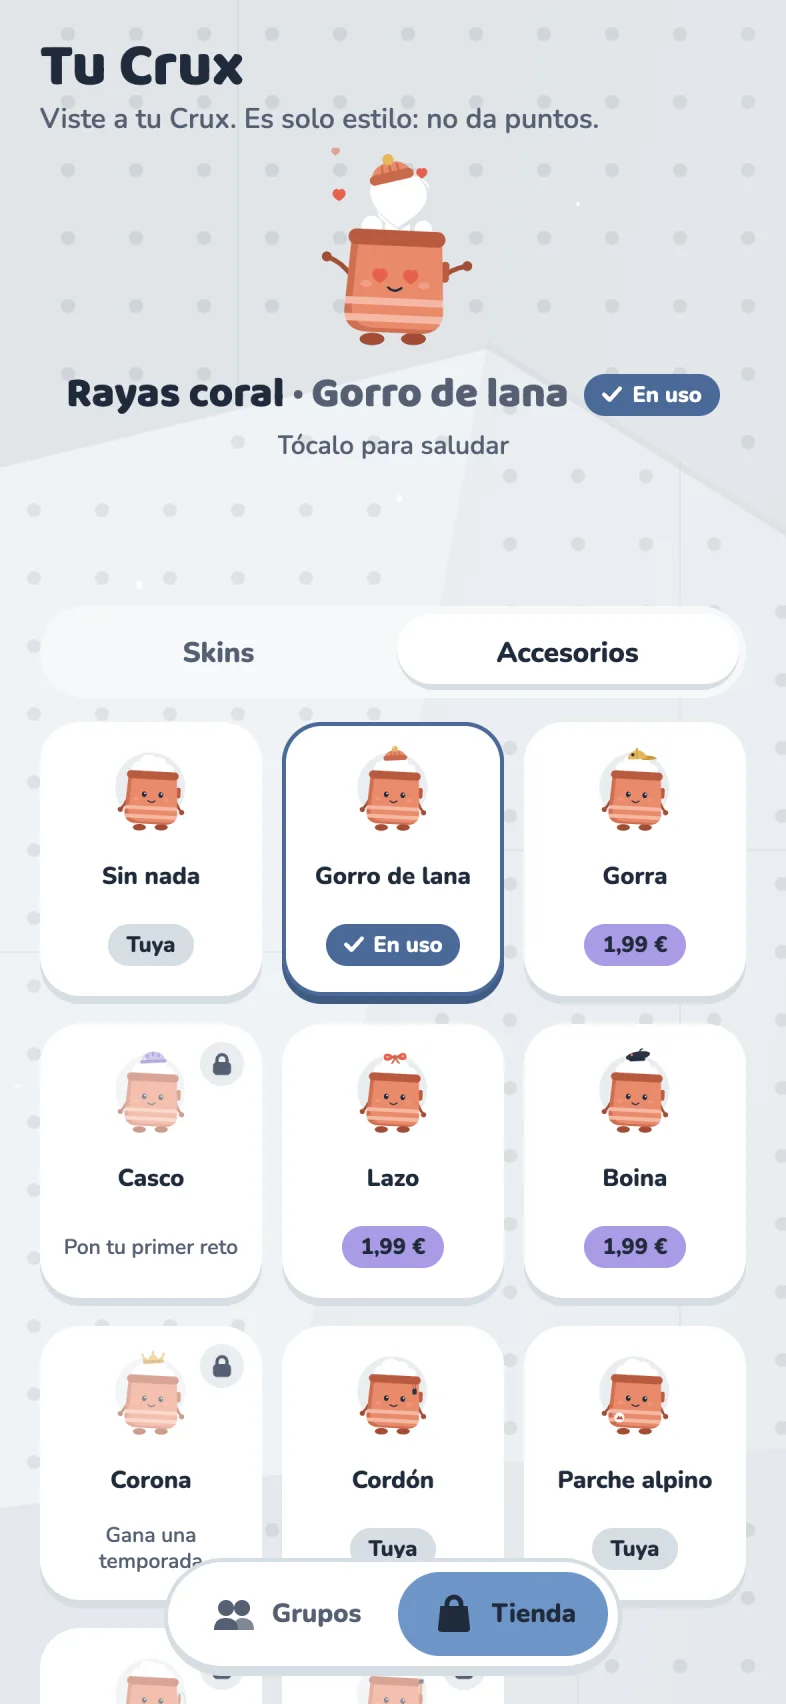 Tu Crux
Viste a tu Crux. Es solo estilo: no da puntos.
Rayas coral · Gorro de lana
En uso
Tócalo para saludar
Skins
Accesorios
Sin nada
Gorro de lana
Gorra
Tuya
En uso
1,99 €
Casco
Lazo
Boina
Pon tu primer reto
1,99 €
1,99 €
Corona
Cordón
Parche alpino
Gana una
temporada
Tuya
Tuya
Grupos
Tienda